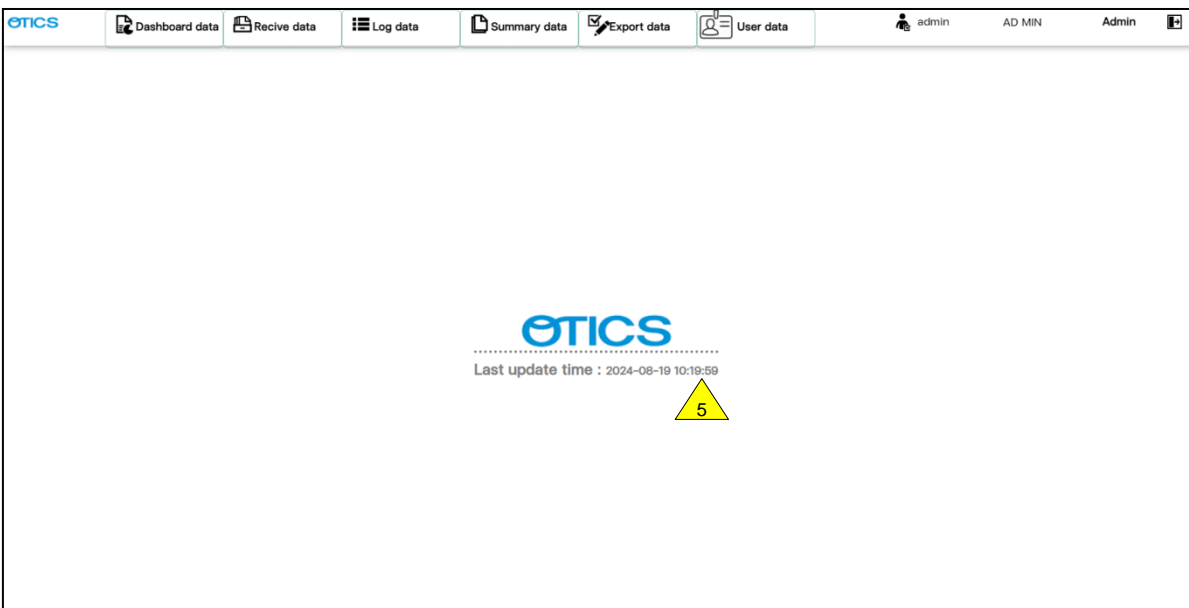 OTICS Dashboard data Recive data Log data Summary data Export data User data admin AD MIN Admin
OTICS
Last update time : 2024-08-19 10:19:59
5